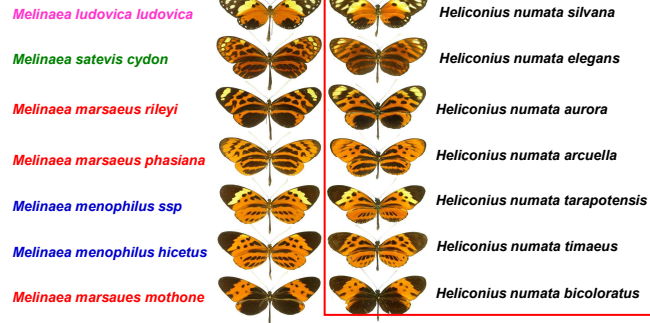 Melinaea ludovica ludovica Heliconius numata silvana
Melinaea satevis cydon Heliconius numata elegans
Melinaea marsaeus rileyi Heliconius numata aurora
Melinaea marsaeus phasiana Heliconius numata arcuella
Melinaea menophilus ssp Heliconius numata tarapotensis
Melinaea menophilus hicetus Heliconius numata timaeus
Melinaea marsaues mothone Heliconius numata bicoloratus